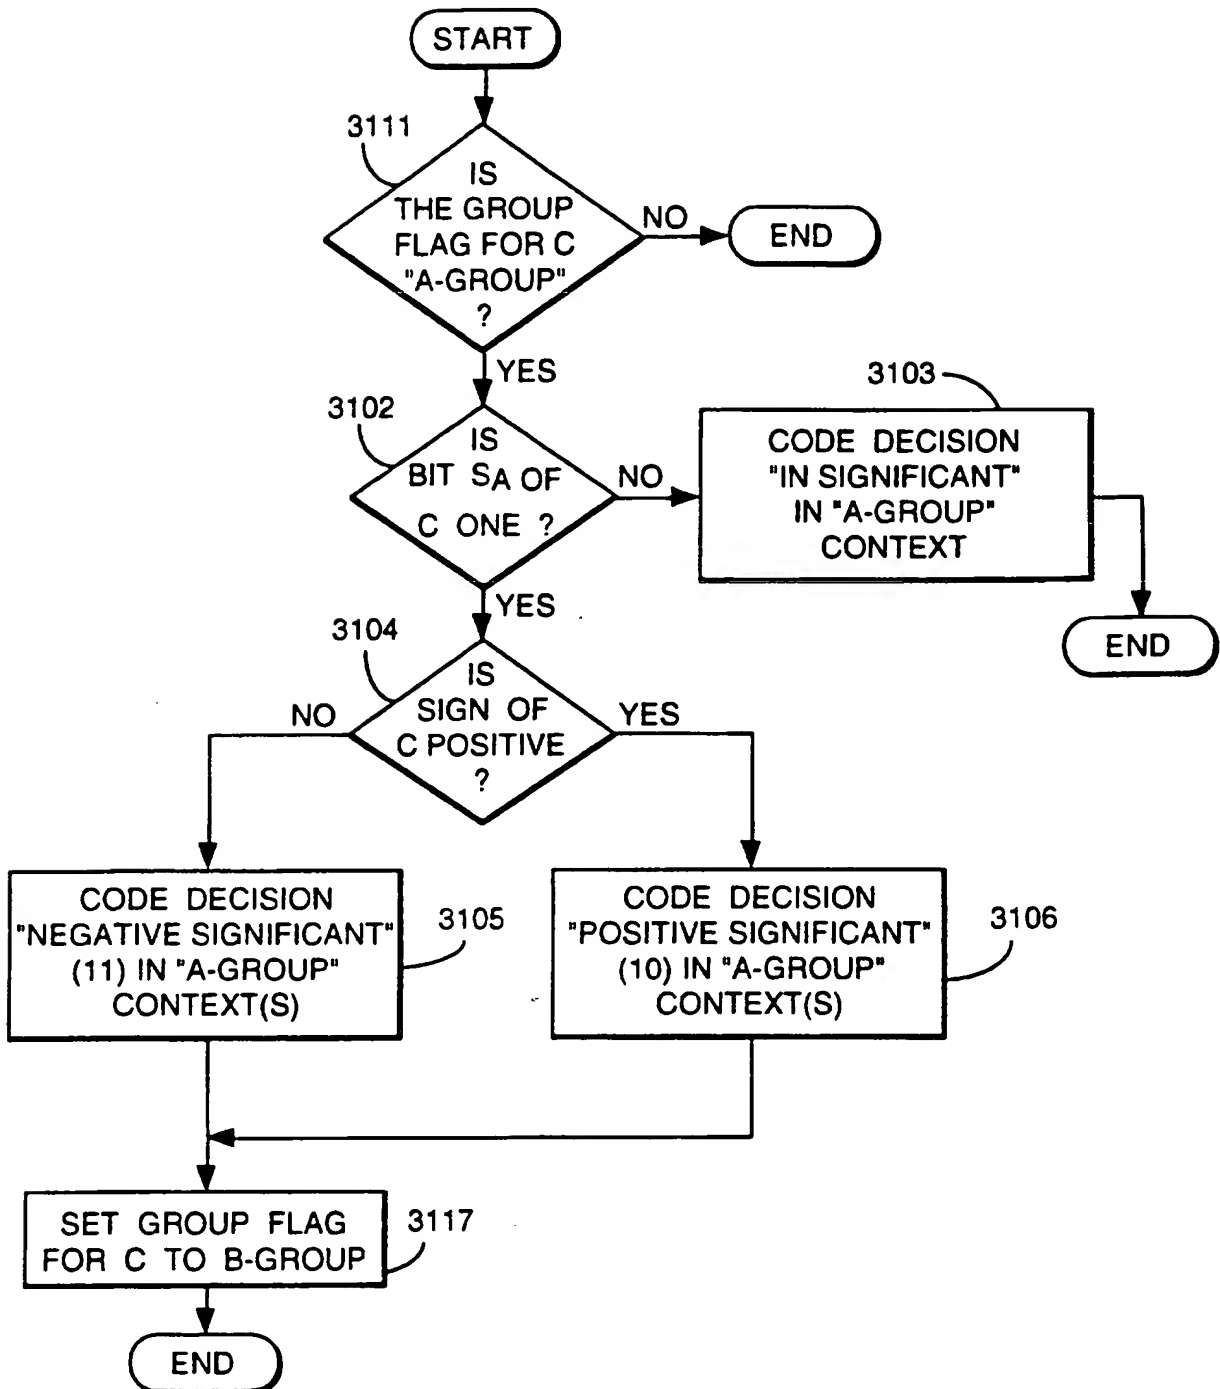 START
3111
IS
THE GROUP
FLAG FOR C
"A-GROUP"
?
NO
END
YES
3102
IS
BIT SA OF
C ONE ?
NO
3103
CODE DECISION
"IN SIGNIFICANT"
IN "A-GROUP"
CONTEXT
END
YES
3104
IS
SIGN OF
C POSITIVE
?
NO
YES
CODE DECISION
"NEGATIVE SIGNIFICANT"
(11) IN "A-GROUP"
CONTEXT(S)
3105
CODE DECISION
"POSITIVE SIGNIFICANT"
(10) IN "A-GROUP"
CONTEXT(S)
3106
SET GROUP FLAG
FOR C TO B-GROUP
3117
END